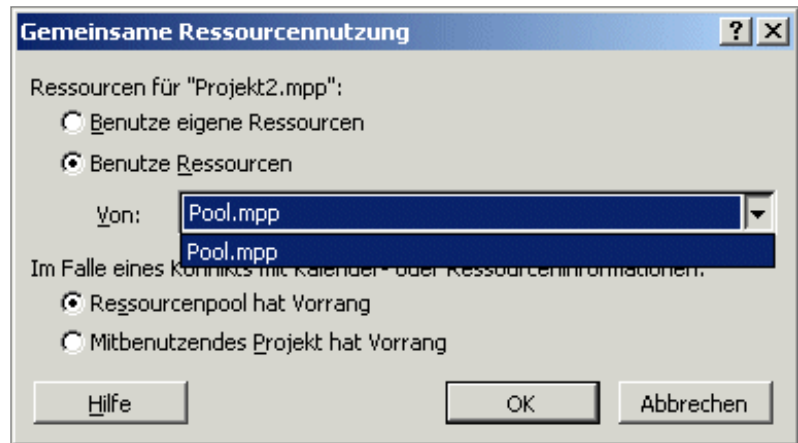 Gemeinsame Ressourcennutzung ? ×
Ressourcen für "Projekt2.mpp":
Benutze eigene Ressourcen
Benutze Ressourcen
Von: Pool.mpp
Pool.mpp
Im Falle eines Konflikts mit Kalender- oder Ressourceninformationen:
Ressourcenpool hat Vorrang
Mitbenutzendes Projekt hat Vorrang
Hilfe OK Abbrechen